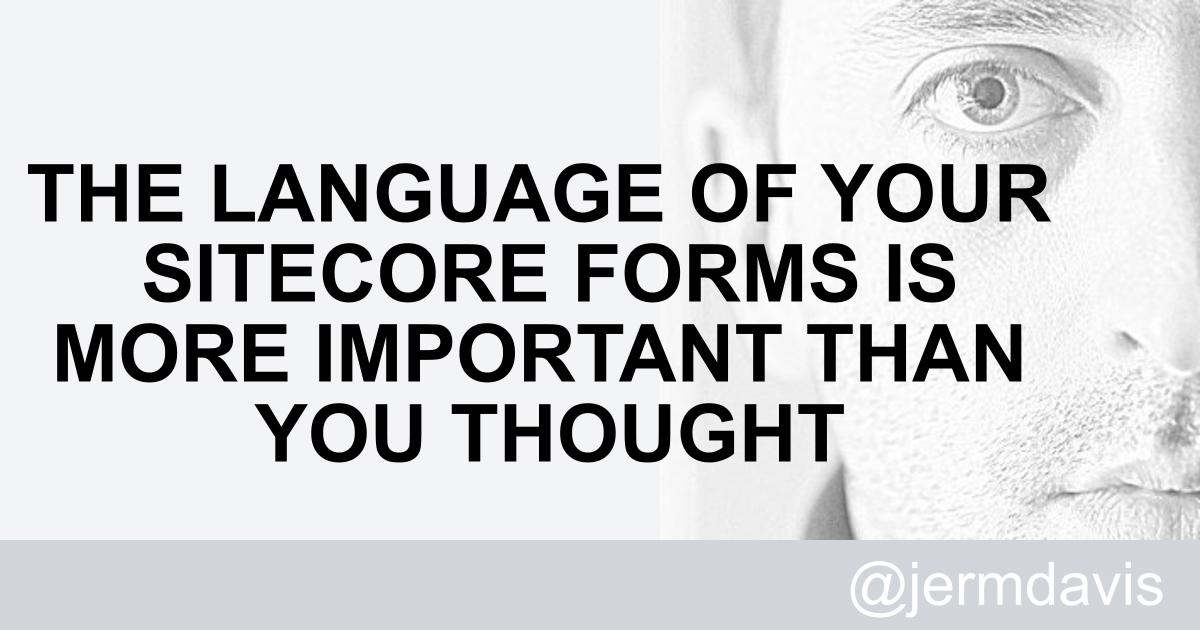 THE LANGUAGE OF YOUR
SITECORE FORMS IS
MORE IMPORTANT THAN
YOU THOUGHT
@jermdavis